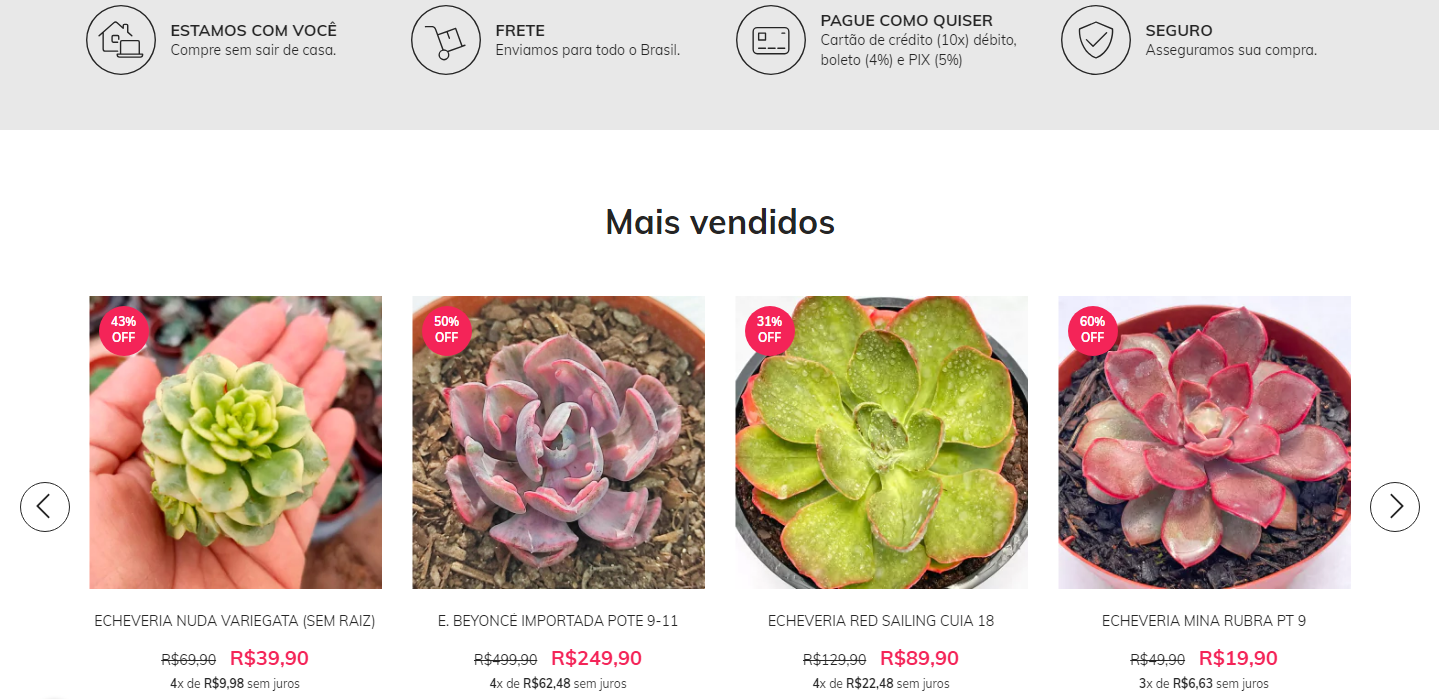 ESTAMOS COM VOCÊ
Compre sem sair de casa.
FRETE
Enviamos para todo o Brasil.
PAGUE COMO QUISER
Cartão de crédito (10x) débito,
boleto (4%) e PIX (5%)
SEGURO
Asseguramos sua compra.
Mais vendidos
43%
OFF
50%
OFF
31%
OFF
60%
OFF
ECHEVERIA NUDA VARIEGATA (SEM RAIZ)
R$69,90 R$39,90
4x de R$9,98 sem juros
E. BEYONCÉ IMPORTADA POTE 9-11
R$499,90 R$249,90
4x de R$62,48 sem juros
ECHEVERIA RED SAILING CUIA 18
R$129,90 R$89,90
4x de R$22,48 sem juros
ECHEVERIA MINA RUBRA PT 9
R$49,90 R$19,90
3x de R$6,63 sem juros